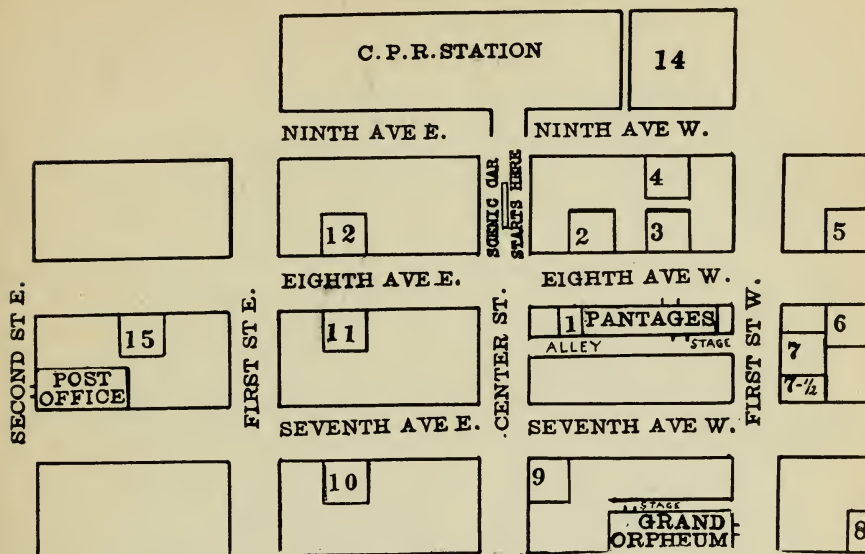 C.P.R. STATION
14
NINTH AVE E.
NINTH AVE W.
SCENIC CAR
STARTS HERE
4
12
2
3
5
EIGHTH AVE.E.
EIGHTH AVE W.
SECOND ST E.
FIRST ST E.
CENTER ST.
FIRST ST W.
15
11
1
PANTAGES
6
ALLEY
STAGE
7
POST
OFFICE
7-½
SEVENTH AVE E.
SEVENTH AVE W.
10
9
STAGE
GRAND
ORPHEUM
8